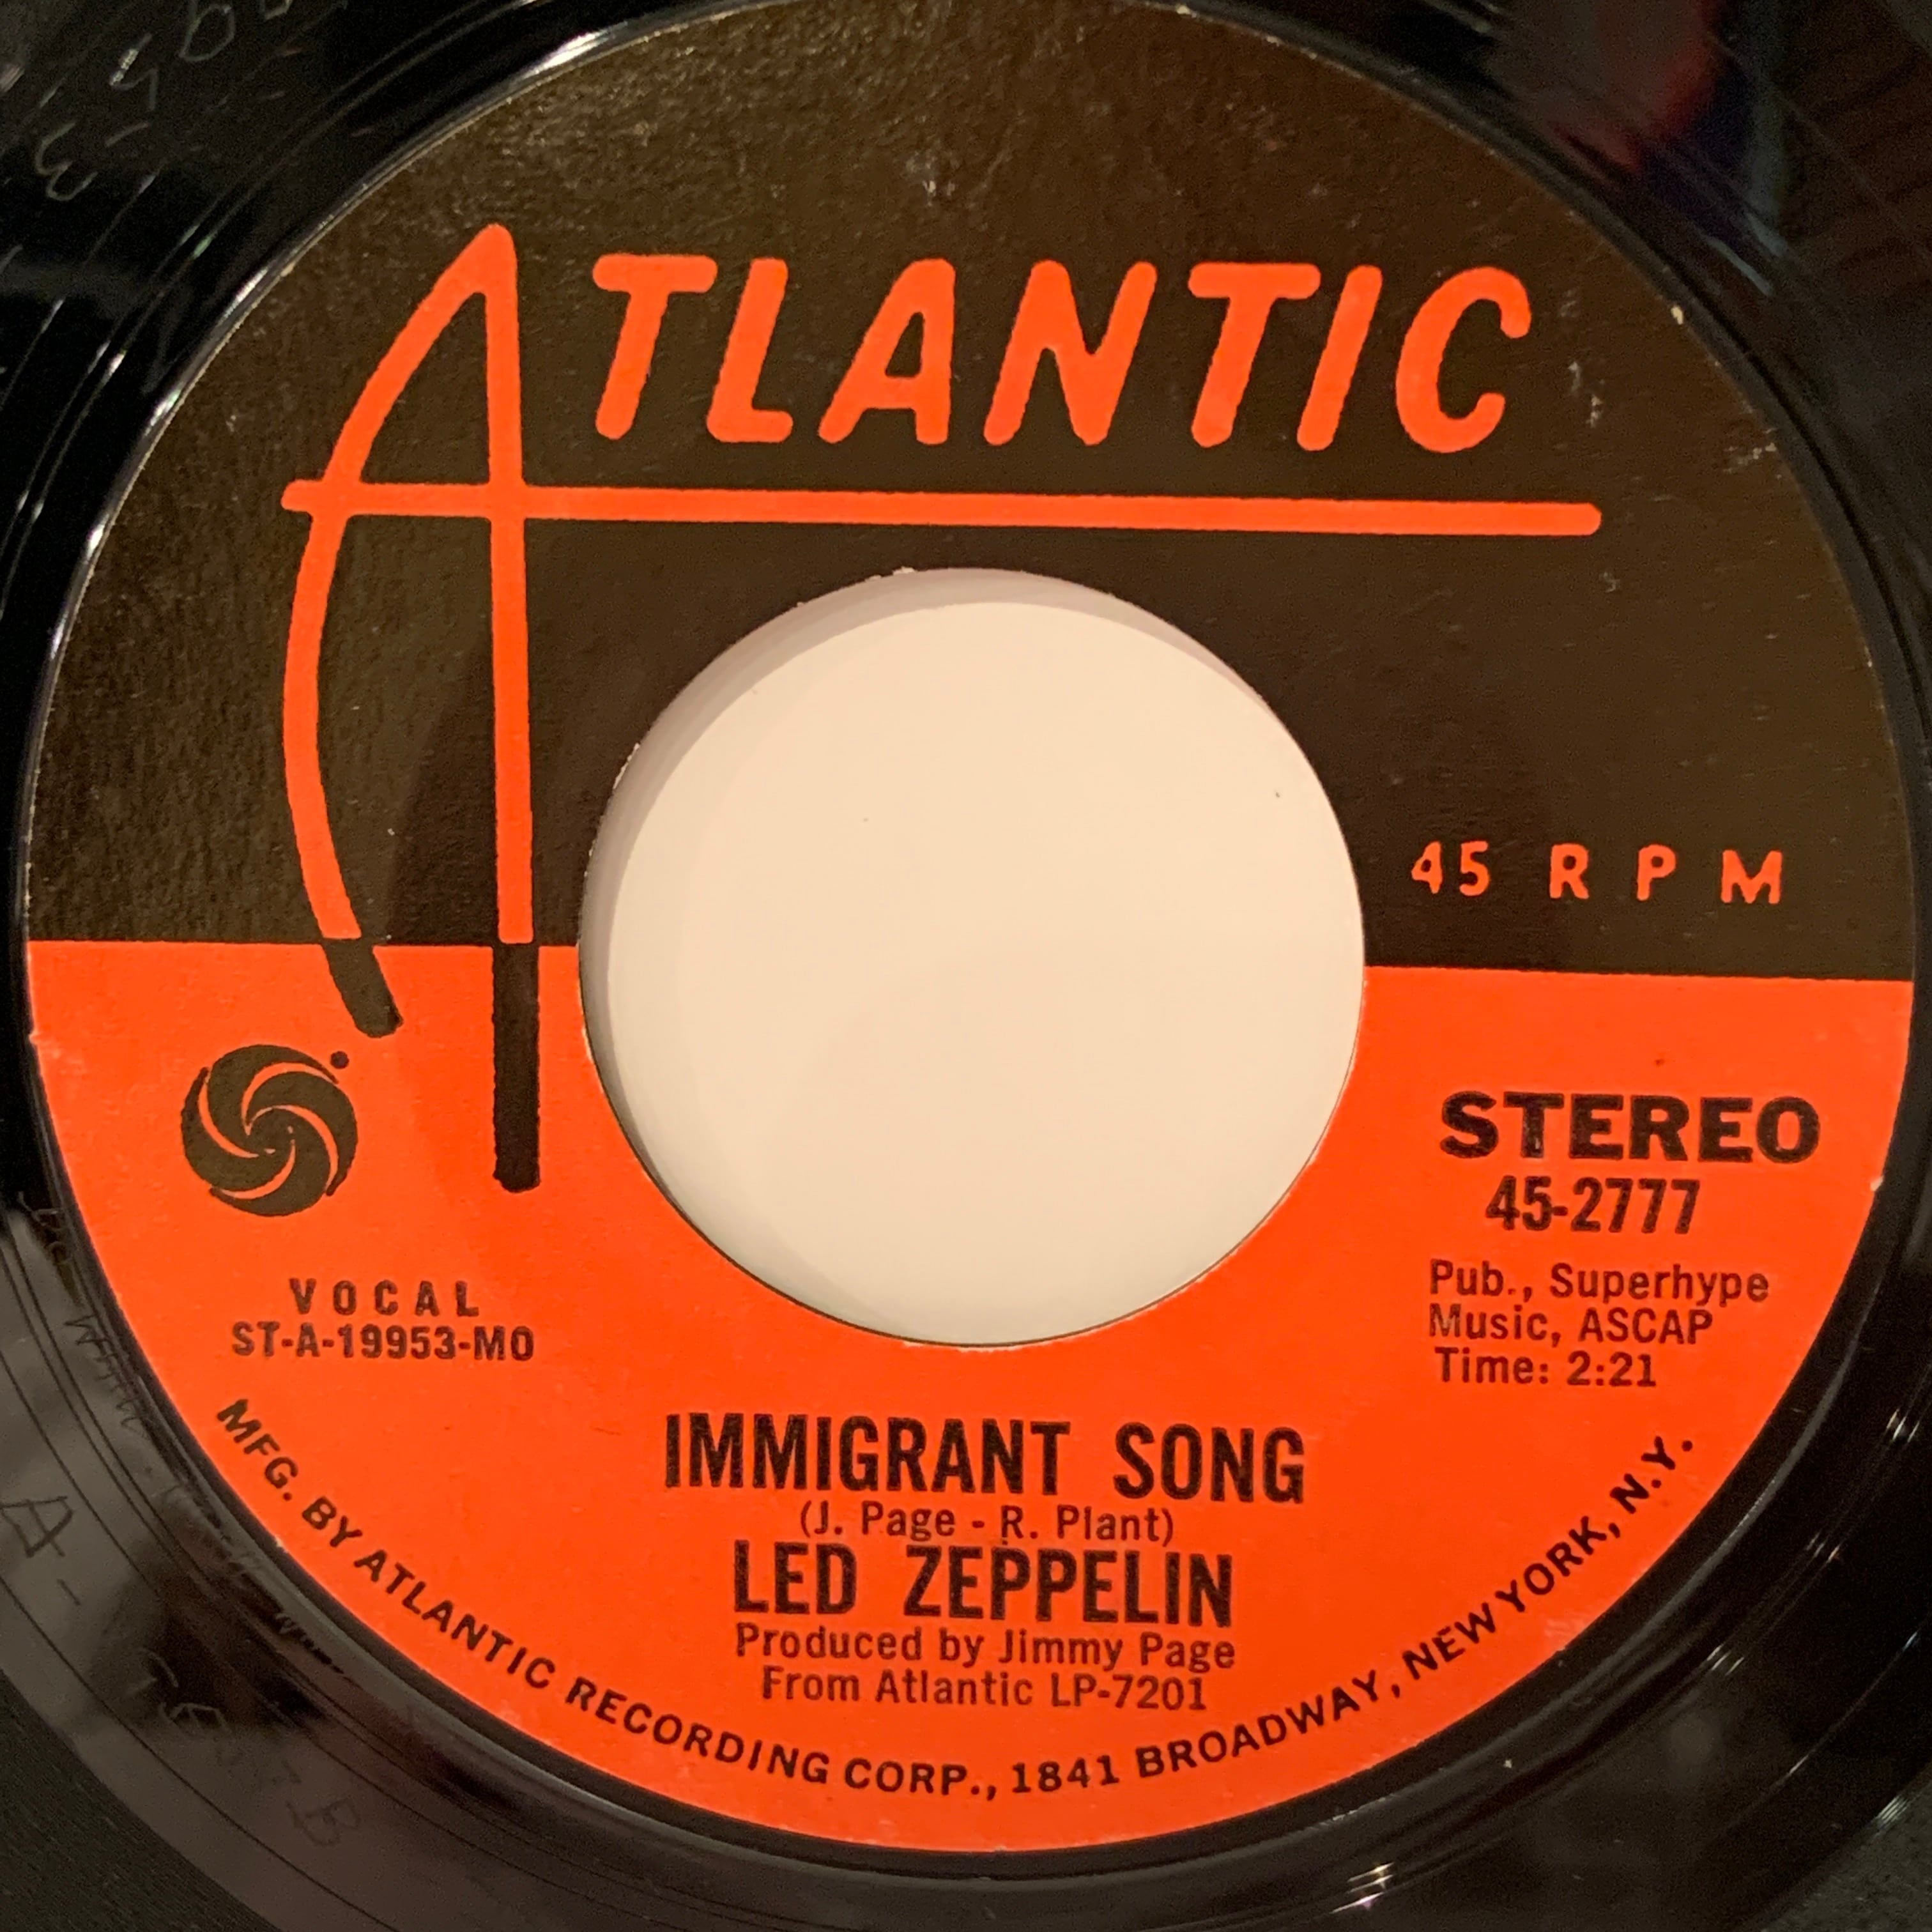 ATLANTIC
45 RPM
STEREO
45-2777
Pub., Superhype
Music, ASCAP
Time: 2:21
VOCAL
ST-A-19953-MO
IMMIGRANT SONG
(J. Page - R. Plant)
LED ZEPPELIN
Produced by Jimmy Page
From Atlantic LP-7201
MFG. BY ATLANTIC RECORDING CORP., 1841 BROADWAY, NEW YORK, N.Y.